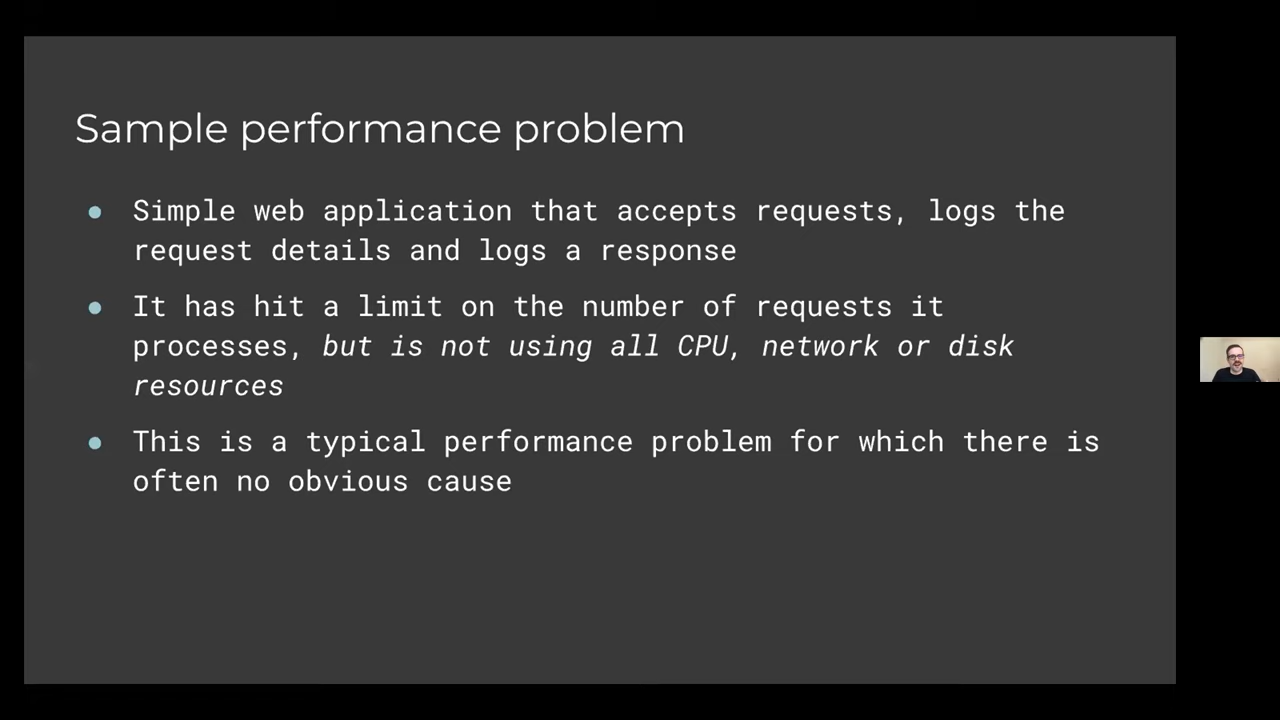 Sample performance problem
● Simple web application that accepts requests, logs the
request details and logs a response
● It has hit a limit on the number of requests it
processes, but is not using all CPU, network or disk
resources
● This is a typical performance problem for which there is
often no obvious cause